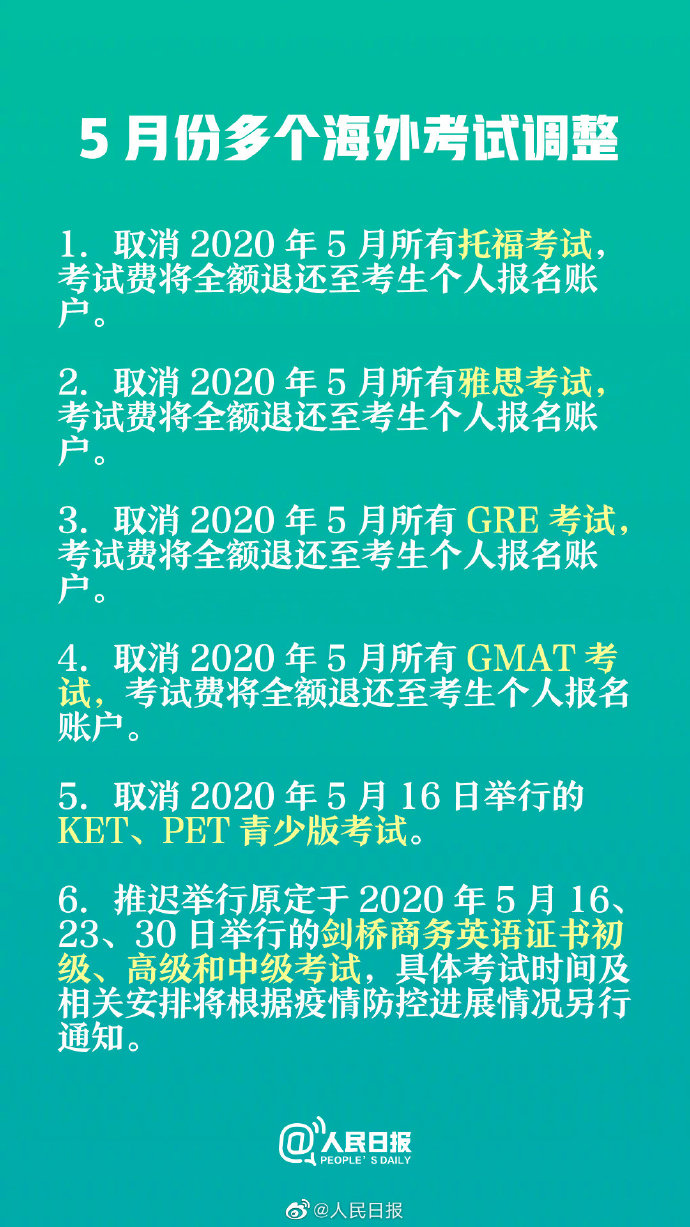 5 月份多个海外考试调整
1. 取消 2020 年 5 月所有托福考试，
考试费将全额退还至考生个人报名账
户。
2. 取消 2020 年 5 月所有雅思考试，
考试费将全额退还至考生个人报名账
户。
3. 取消 2020 年 5 月所有 GRE 考试，
考试费将全额退还至考生个人报名账
户。
4. 取消 2020 年 5 月所有 GMAT 考
试，考试费将全额退还至考生个人报名
账户。
5. 取消 2020 年 5 月 16 日举行的
KET、PET 青少版考试。
6. 推迟举行原定于 2020 年 5 月 16、
23、30 日举行的剑桥商务英语证书初
级、高级和中级考试，具体考试时间及
相关安排将根据疫情防控进展情况另行
通知。
@人民日报
PEOPLE'S DAILY
@人民日报